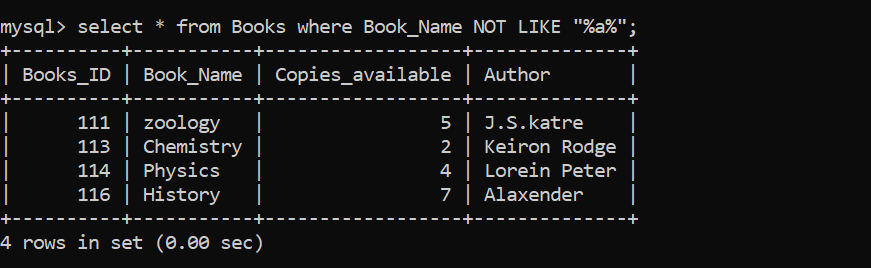 mysql> select * from Books where Book_Name NOT LIKE "%a%";
+----------+-----------+------------------+--------------+
| Books_ID | Book_Name | Copies_available | Author       |
+----------+-----------+------------------+--------------+
|      111 | zoology   |                5 | J.S.katre    |
|      113 | Chemistry |                2 | Keiron Rodge |
|      114 | Physics   |                4 | Lorein Peter |
|      116 | History   |                7 | Alaxender    |
+----------+-----------+------------------+--------------+
4 rows in set (0.00 sec)